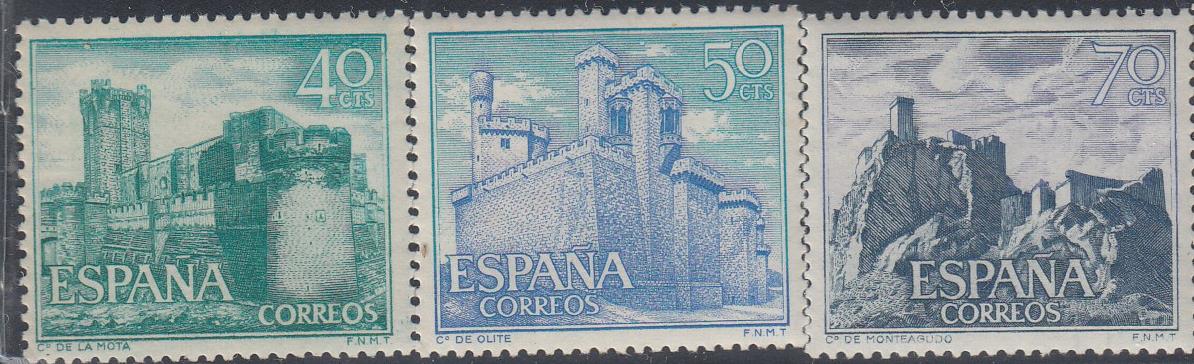 40
CTS
ESPAÑA
CORREOS
Cº DE LA MOTA
F.N.M.T
50
CTS
ESPAÑA
CORREOS
Cº DE OLITE
F.N.M.T
70
CTS
ESPAÑA
CORREOS
Cº DE MONTEAGUDO
F.N.M.T